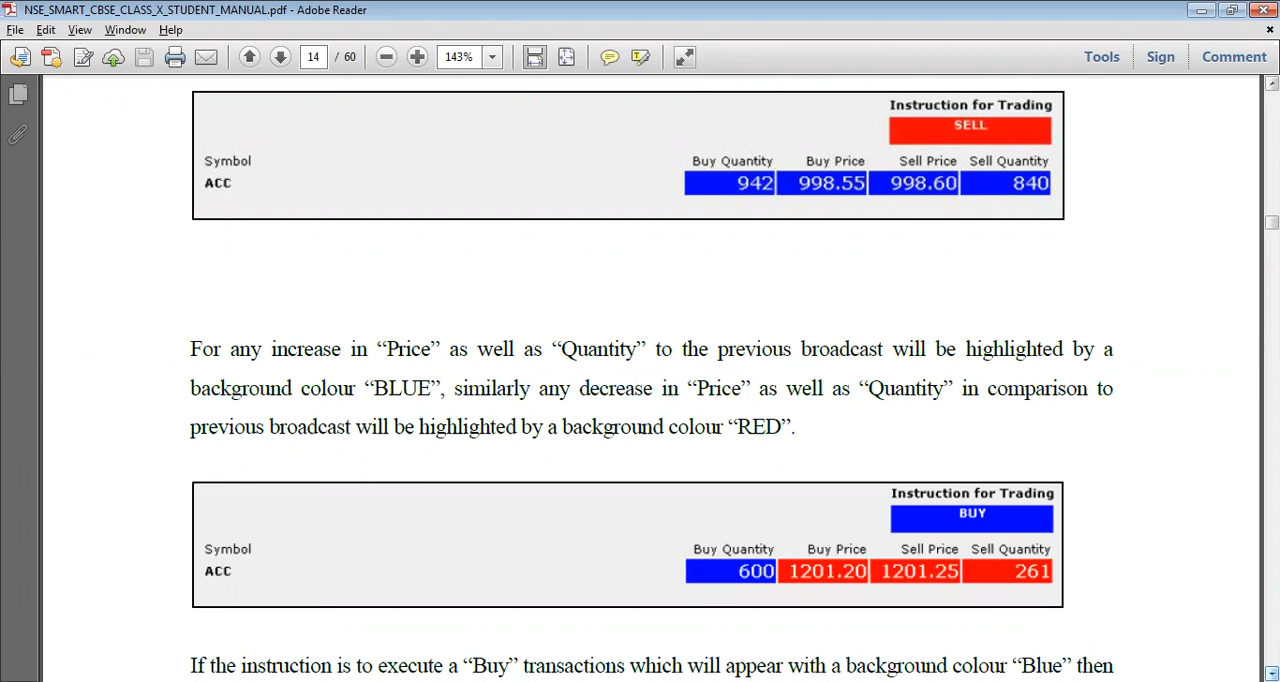 NSE_SMART_CBSE_CLASS_X_STUDENT_MANUAL.pdf - Adobe Reader
File Edit View Window Help
14 / 60 143% Tools Sign Comment
Instruction for Trading
SELL
Symbol Buy Quantity Buy Price Sell Price Sell Quantity
ACC 942 998.55 998.60 840
For any increase in “Price” as well as “Quantity” to the previous broadcast will be highlighted by a
background colour “BLUE”, similarly any decrease in “Price” as well as “Quantity” in comparison to
previous broadcast will be highlighted by a background colour “RED”.
Instruction for Trading
BUY
Symbol Buy Quantity Buy Price Sell Price Sell Quantity
ACC 600 1201.20 1201.25 261
If the instruction is to execute a “Buy” transactions which will appear with a background colour “Blue” then